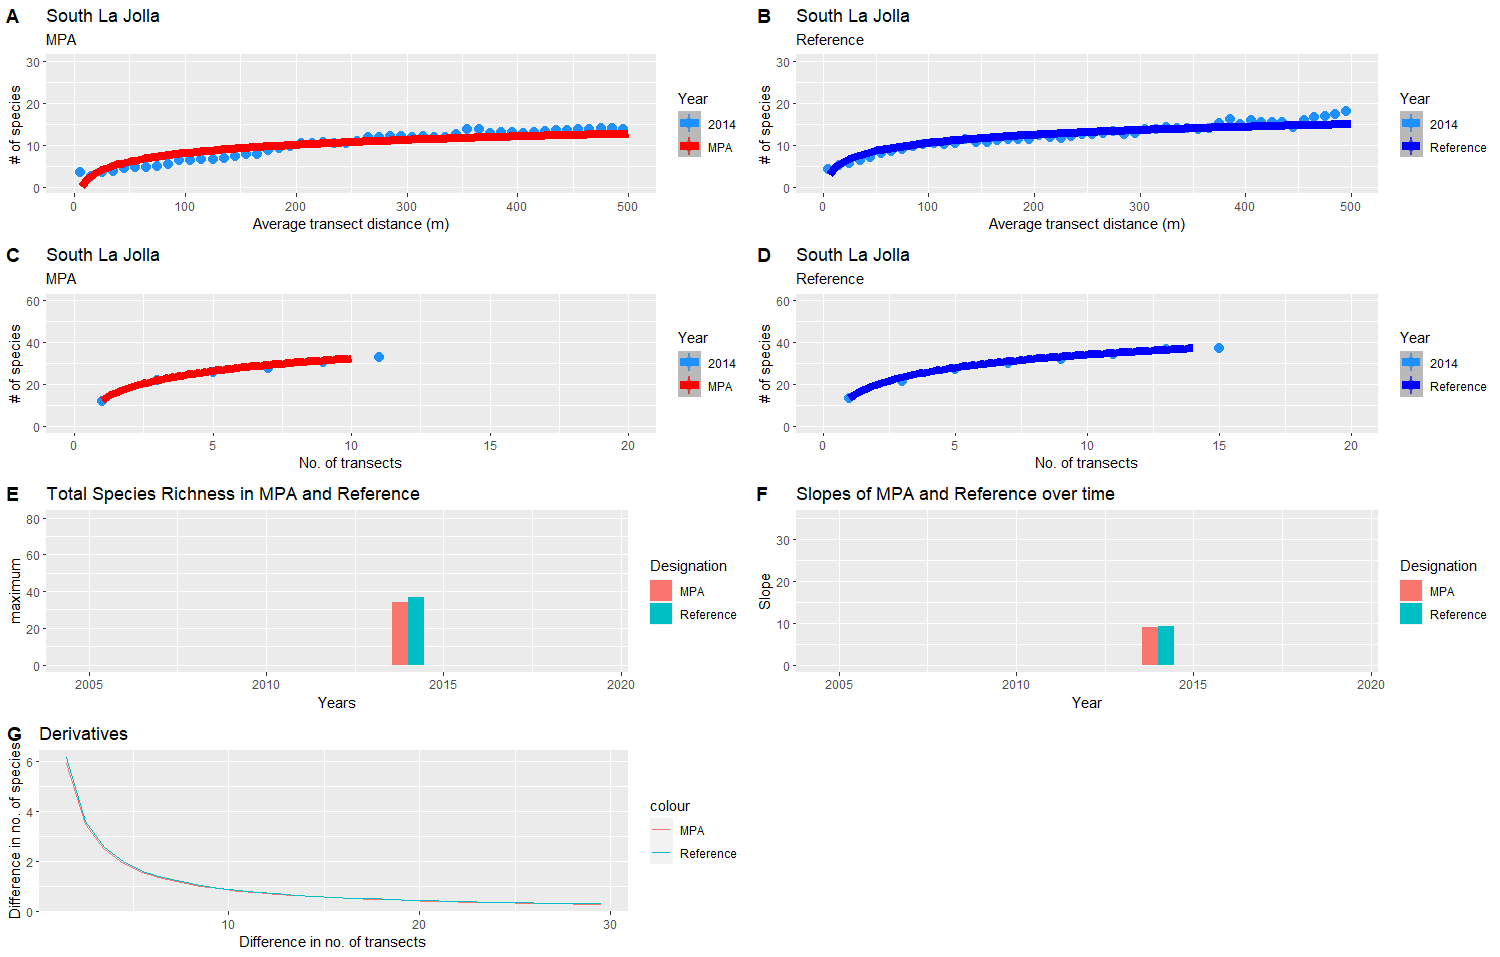 A
South La Jolla
MPA
30
20
10
0
# of species
0 100 200 300 400 500
Average transect distance (m)
Year
2014
MPA
B
South La Jolla
Reference
30
20
10
0
# of species
0 100 200 300 400 500
Average transect distance (m)
Year
2014
Reference
C
South La Jolla
MPA
60
40
20
0
# of species
0 5 10 15 20
No. of transects
Year
2014
MPA
D
South La Jolla
Reference
60
40
20
0
# of species
0 5 10 15 20
No. of transects
Year
2014
Reference
E
Total Species Richness in MPA and Reference
80
60
40
20
0
maximum
2005 2010 2015 2020
Years
Designation
MPA
Reference
F
Slopes of MPA and Reference over time
30
20
10
0
Slope
2005 2010 2015 2020
Year
Designation
MPA
Reference
G
Derivatives
6
4
2
0
Difference in no. of species
10 20 30
Difference in no. of transects
colour
MPA
Reference